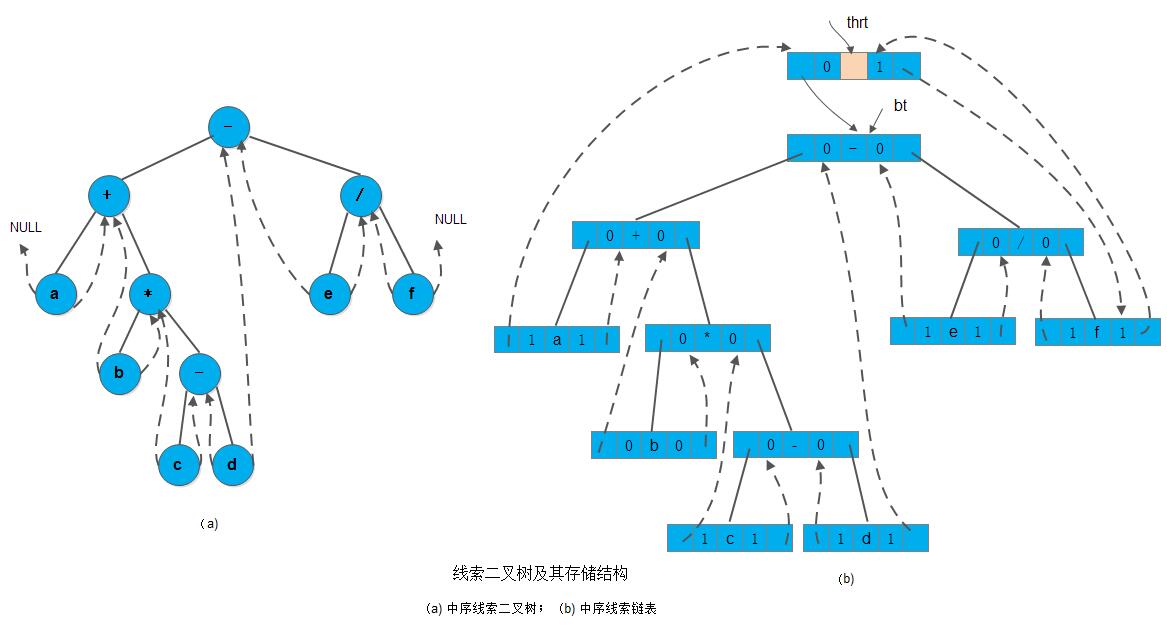 thrt
0 1
bt
−
0 − 0
+
/
NULL
NULL
0 + 0
0 / 0
a
*
e
f
1 a 1
0 * 0
1 e 1
1 f 1
b
−
0 b 0
0 - 0
c
d
1 c 1
1 d 1
(a)
线索二叉树及其存储结构
(b)
(a) 中序线索二叉树； (b) 中序线索链表